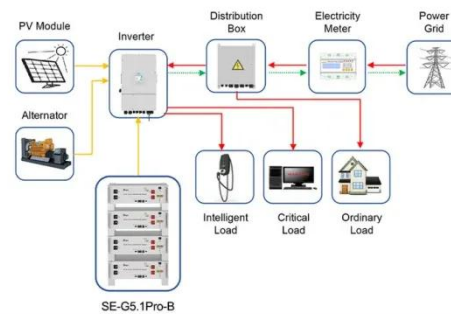 PV Module
Inverter
Distribution
Box
Electricity
Meter
Power
Grid
Alternator
Intelligent
Load
Critical
Load
Ordinary
Load
SE-G5.1Pro-B